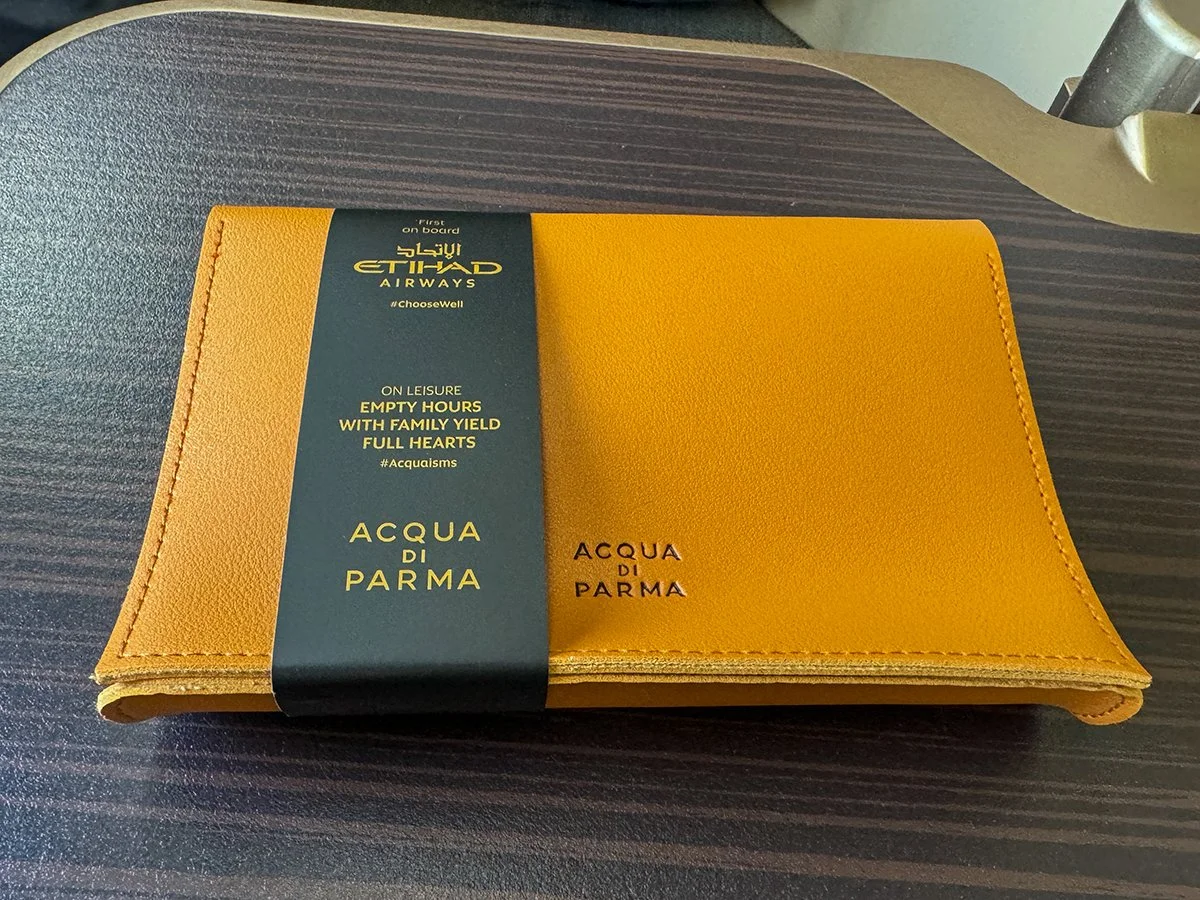 'First
on board
الإتحاد
ETIHAD
AIRWAYS
#ChooseWell
ON LEISURE
EMPTY HOURS
WITH FAMILY YIELD
FULL HEARTS
#Acquaisms
ACQUA
DI
PARMA
ACQUA
DI
PARMA